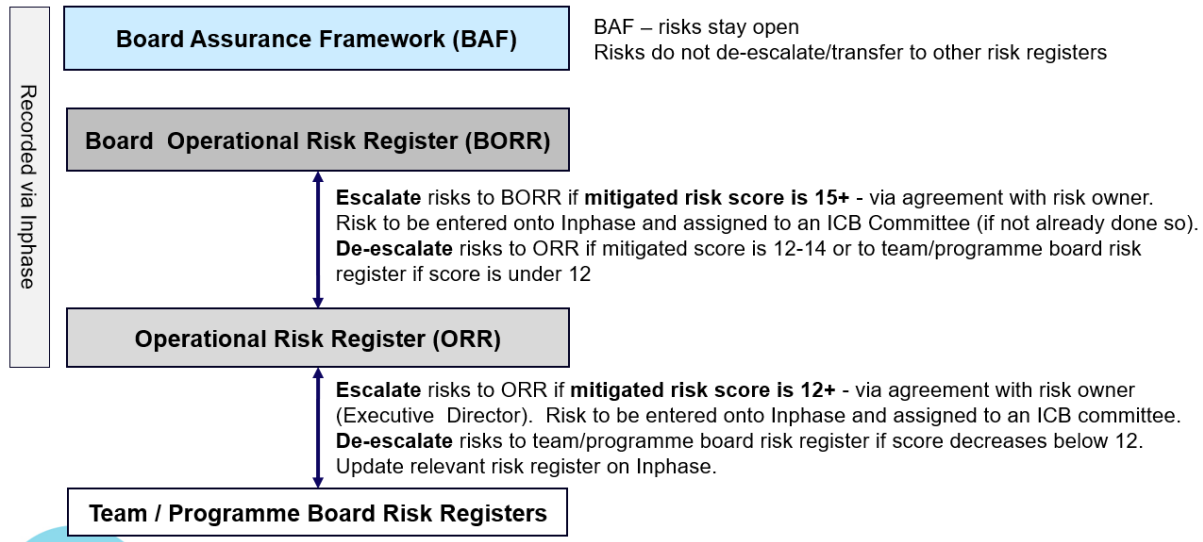 Recorded via Inphase
Board Assurance Framework (BAF)
BAF – risks stay open
Risks do not de-escalate/transfer to other risk registers
Board Operational Risk Register (BORR)
Escalate risks to BORR if mitigated risk score is 15+ - via agreement with risk owner.
Risk to be entered onto Inphase and assigned to an ICB Committee (if not already done so).
De-escalate risks to ORR if mitigated score is 12-14 or to team/programme board risk
register if score is under 12
Operational Risk Register (ORR)
Escalate risks to ORR if mitigated risk score is 12+ - via agreement with risk owner
(Executive Director). Risk to be entered onto Inphase and assigned to an ICB committee.
De-escalate risks to team/programme board risk register if score decreases below 12.
Update relevant risk register on Inphase.
Team / Programme Board Risk Registers